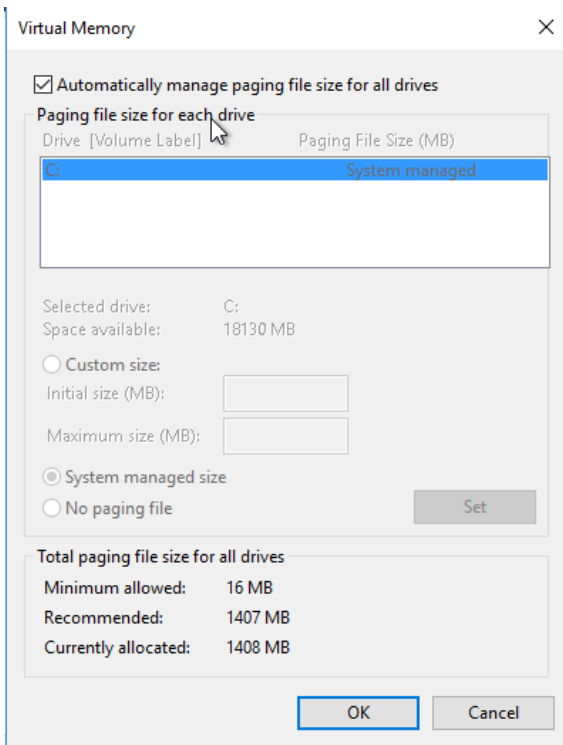 Virtual Memory
Automatically manage paging file size for all drives
Paging file size for each drive
Drive [Volume Label] Paging File Size (MB)
C: System managed
Selected drive: C:
Space available: 18130 MB
Custom size:
Initial size (MB):
Maximum size (MB):
System managed size
No paging file Set
Total paging file size for all drives
Minimum allowed: 16 MB
Recommended: 1407 MB
Currently allocated: 1408 MB
OK Cancel